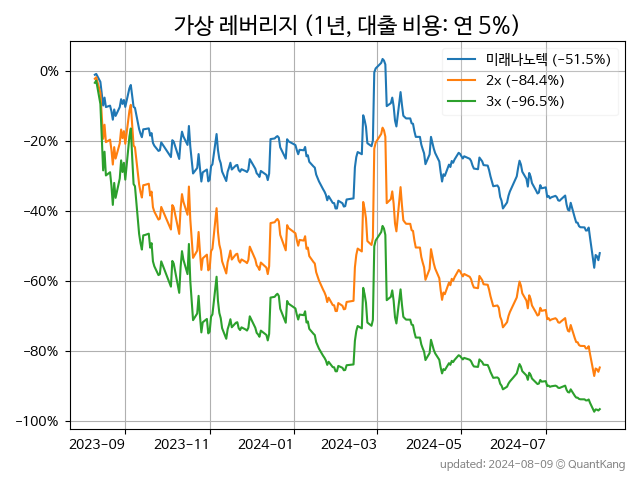 가상 레버리지 (1년, 대출 비용: 연 5%)
미래나노텍 (−51.5%)
2x (−84.4%)
3x (−96.5%)
0%
−20%
−40%
−60%
−80%
−100%
2023-09
2023-11
2024-01
2024-03
2024-05
2024-07
updated: 2024-08-09 © QuantKang